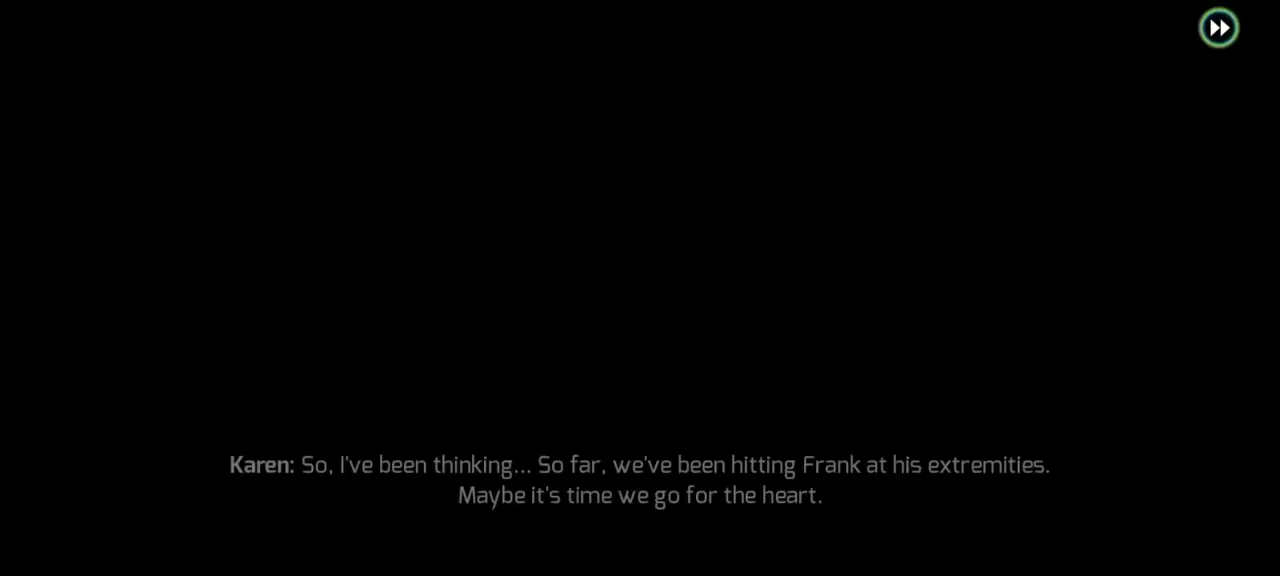 Karen: So, I've been thinking... So far, we've been hitting Frank at his extremities.
Maybe it's time we go for the heart.